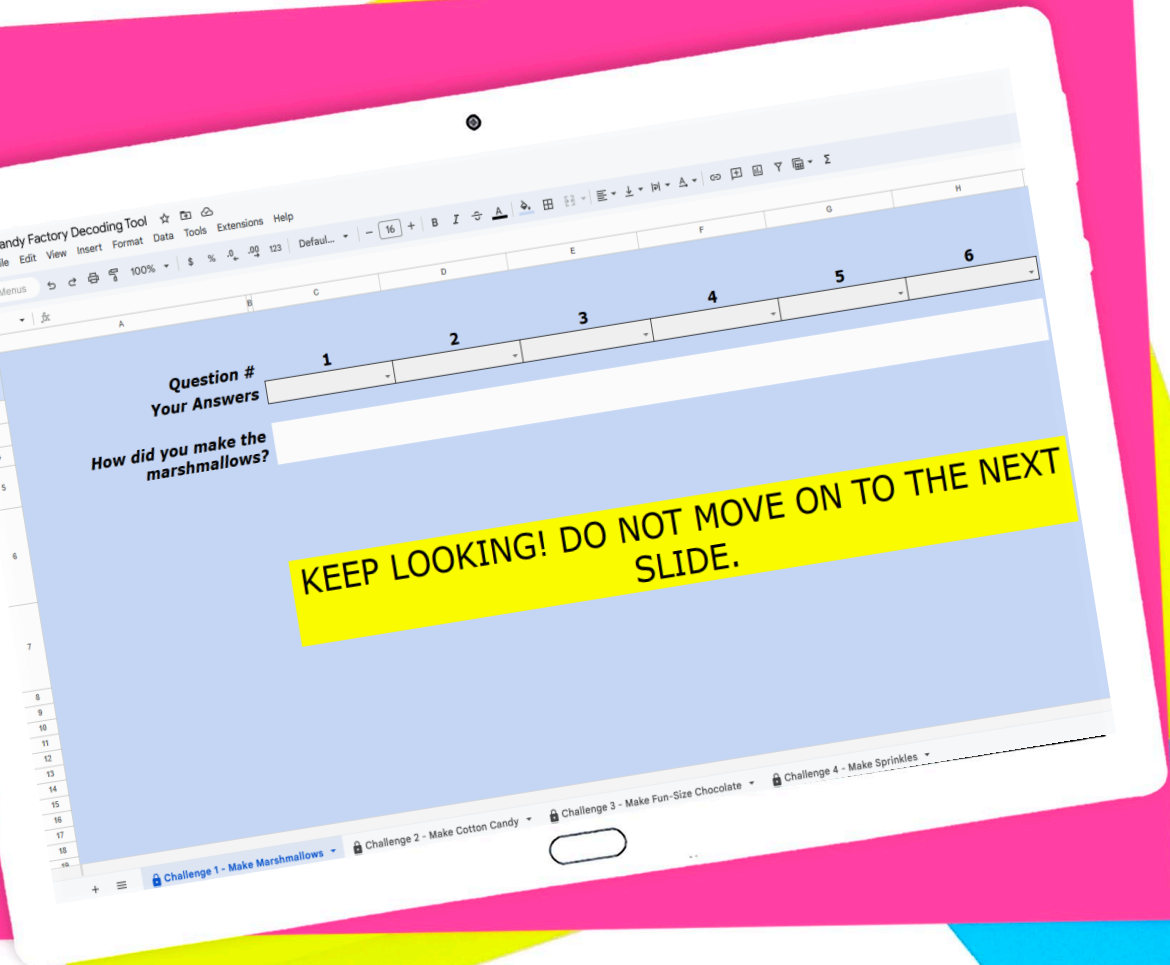 andy Factory Decoding Tool
ile Edit View Insert Format Data Tools Extensions Help
Menus 100% $ % .0 .00 123 Defaul... − 16 + B I S A Σ
fx
A B C D E F G H
1 2 3 4 5 6
Question #
Your Answers
How did you make the
marshmallows?
KEEP LOOKING! DO NOT MOVE ON TO THE NEXT
SLIDE.
5
6
7
8
9
10
11
12
13
14
15
16
17
18
19
+ Challenge 1 - Make Marshmallows Challenge 2 - Make Cotton Candy Challenge 3 - Make Fun-Size Chocolate Challenge 4 - Make Sprinkles